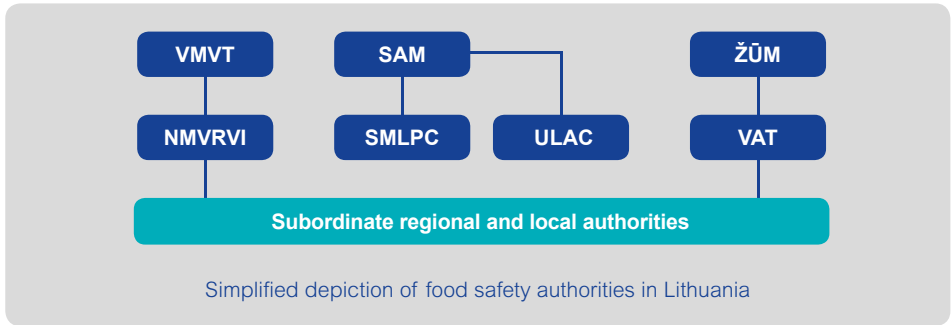 VMVT
SAM
ŽŪM
NMVRVI
SMLPC
ULAC
VAT
Subordinate regional and local authorities
Simplified depiction of food safety authorities in Lithuania